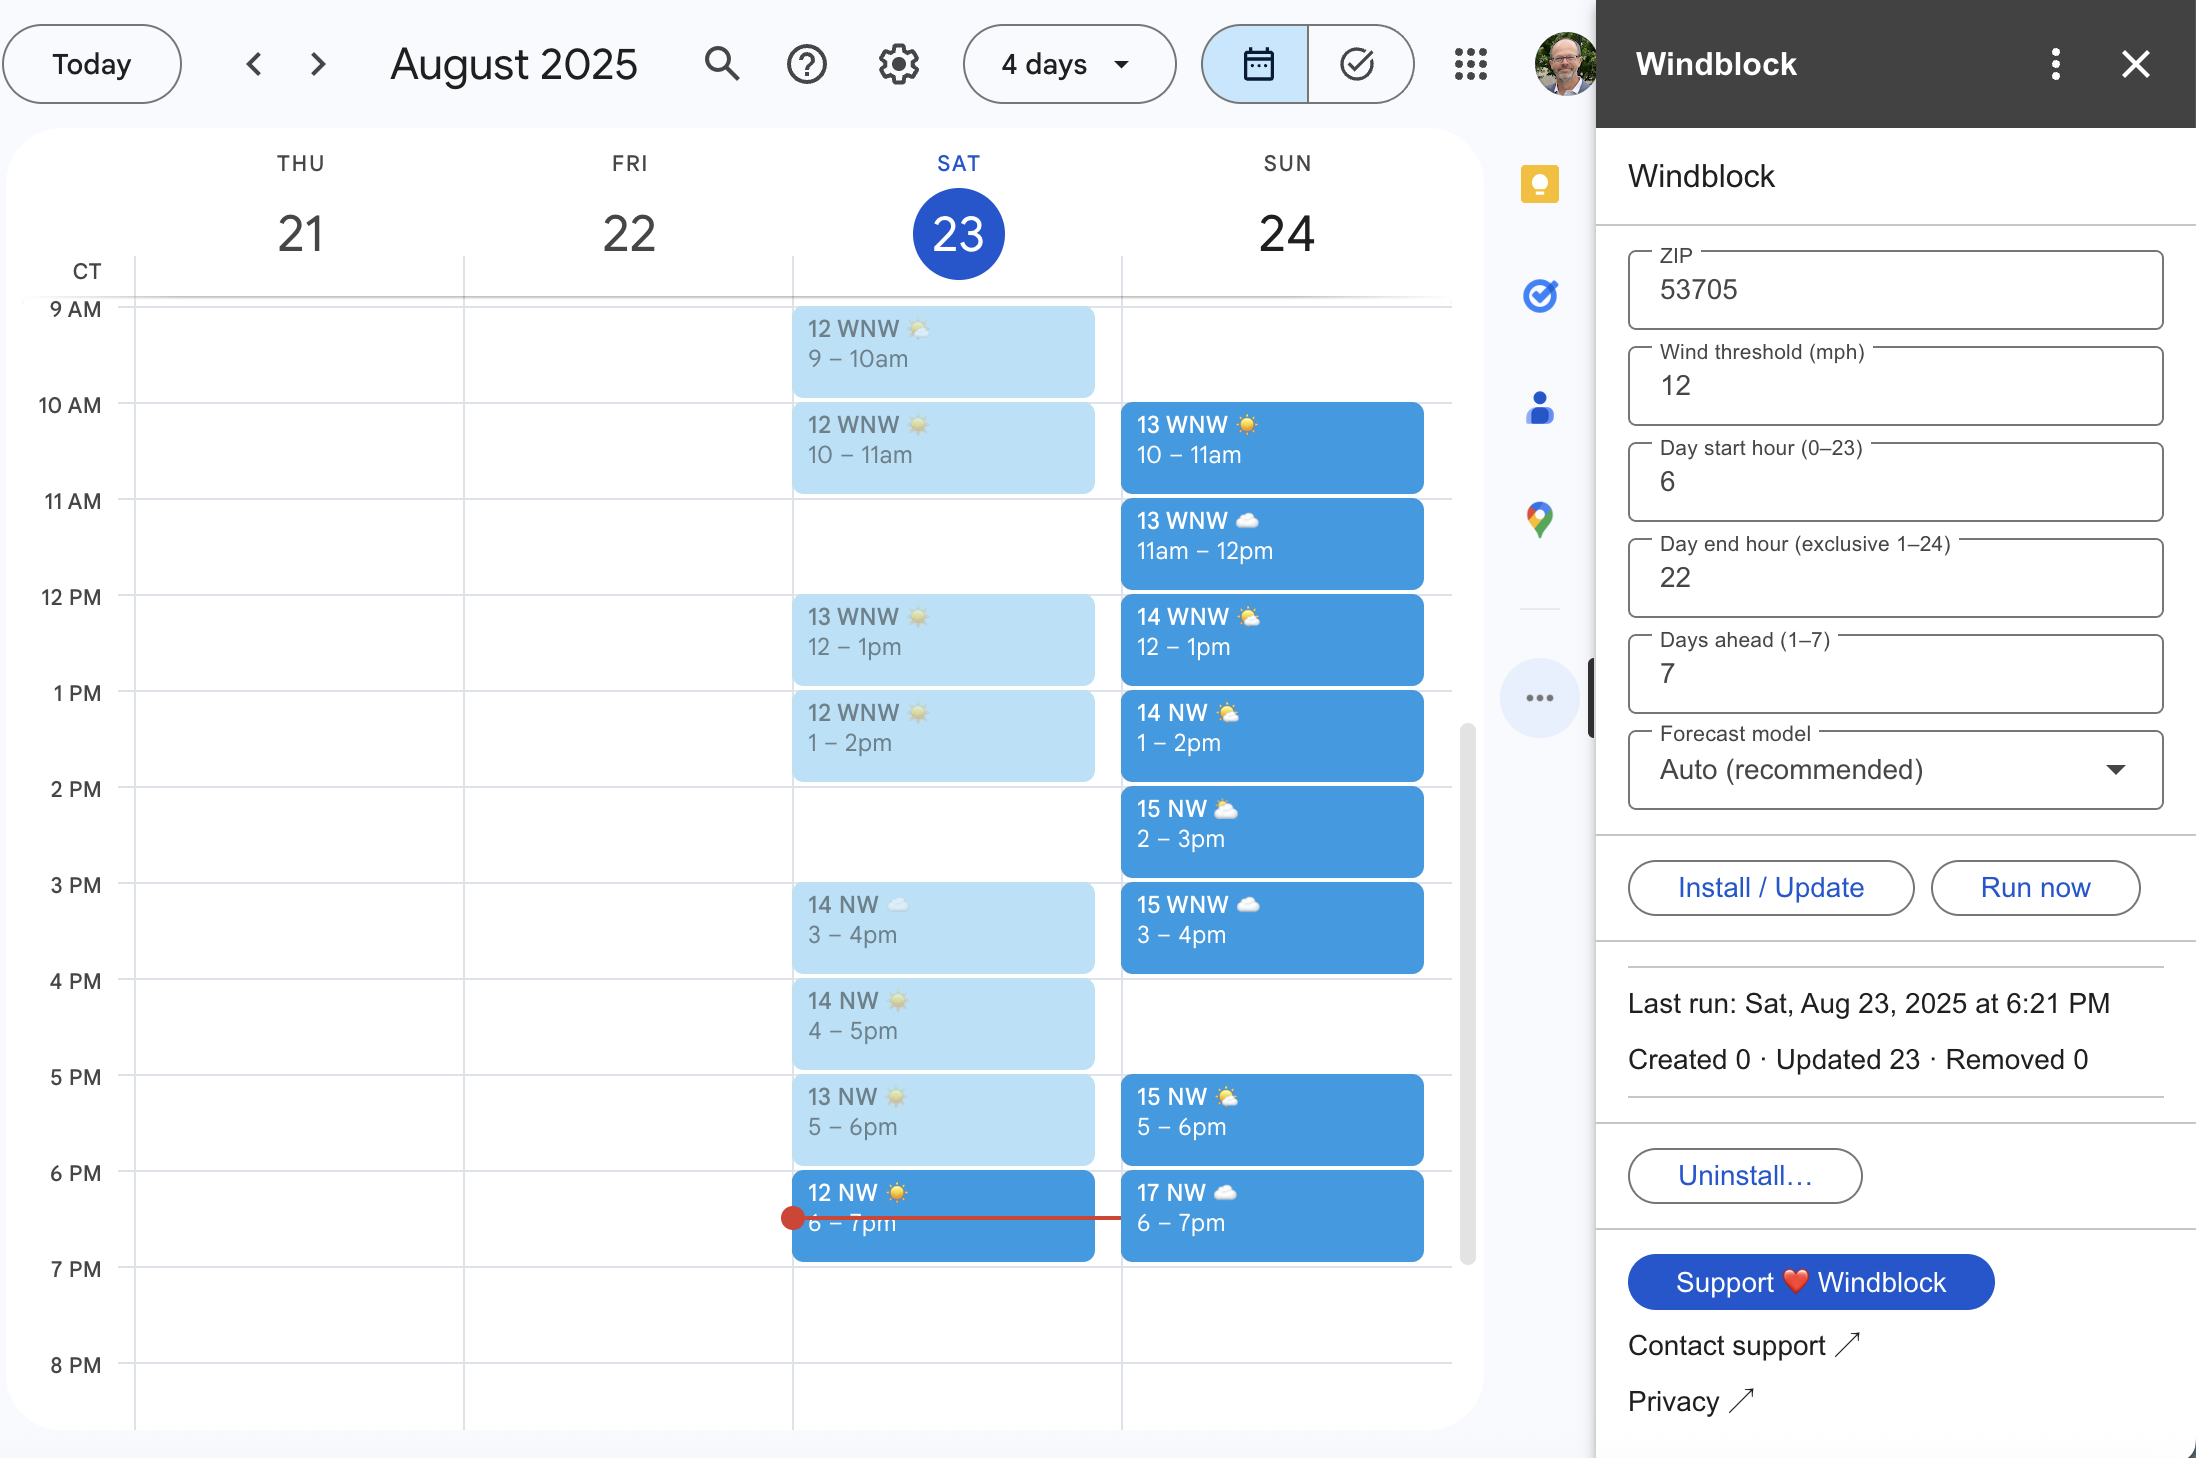 Today
August 2025
4 days
THU
FRI
SAT
SUN
21
22
23
24
CT
9 AM
10 AM
11 AM
12 PM
1 PM
2 PM
3 PM
4 PM
5 PM
6 PM
7 PM
8 PM
12 WNW 🌤️
9 – 10am
12 WNW ☀️
10 – 11am
13 WNW ☀️
12 – 1pm
12 WNW ☀️
1 – 2pm
14 NW ☁️
3 – 4pm
14 NW ☀️
4 – 5pm
13 NW ☀️
5 – 6pm
12 NW ☀️
6 – 7pm
13 WNW ☀️
10 – 11am
13 WNW ☁️
11am – 12pm
14 WNW 🌤️
12 – 1pm
14 NW 🌤️
1 – 2pm
15 NW 🌥️
2 – 3pm
15 WNW ☁️
3 – 4pm
15 NW 🌤️
5 – 6pm
17 NW ☁️
6 – 7pm
Windblock
Windblock
ZIP
53705
Wind threshold (mph)
12
Day start hour (0–23)
6
Day end hour (exclusive 1–24)
22
Days ahead (1–7)
7
Forecast model
Auto (recommended)
Install / Update
Run now
Last run: Sat, Aug 23, 2025 at 6:21 PM
Created 0 · Updated 23 · Removed 0
Uninstall…
Support ❤️ Windblock
Contact support ↗
Privacy ↗